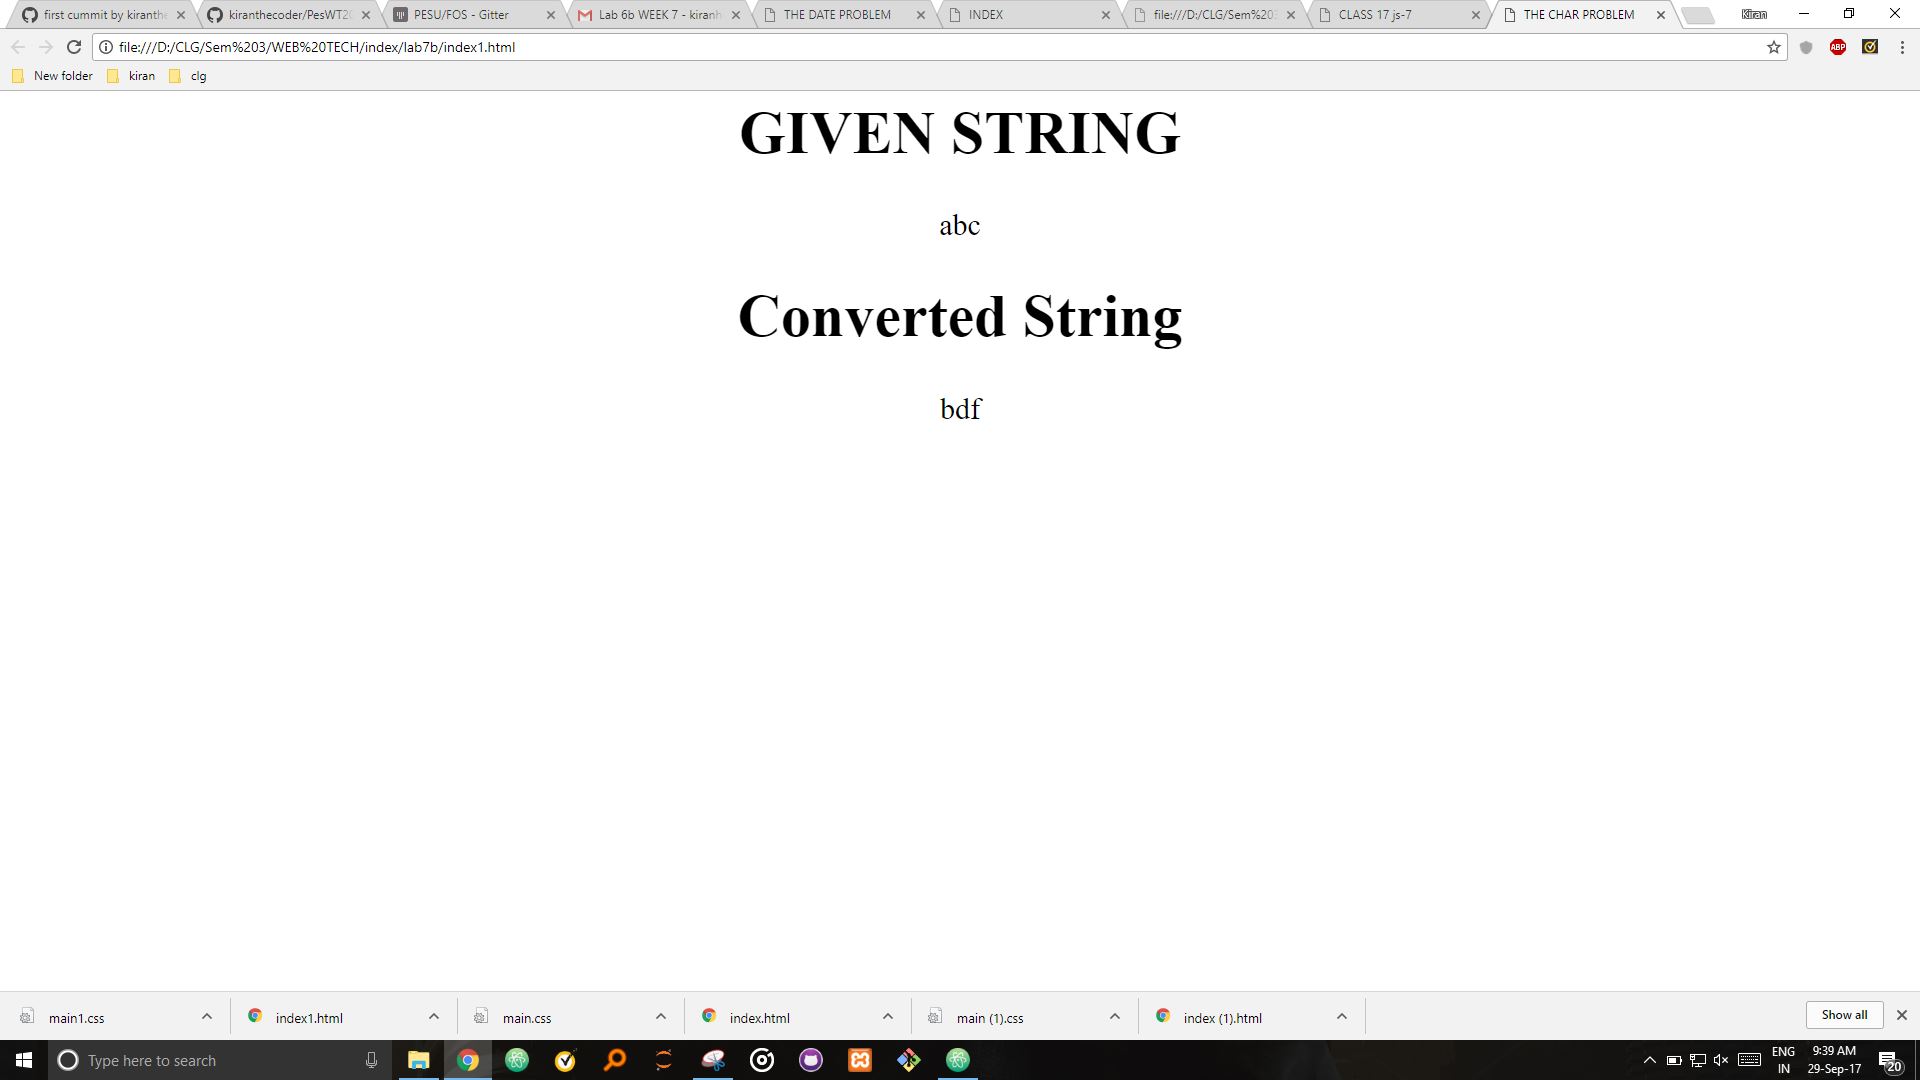 first cummit by kiranthe
kiranthecoder/PesWT20
PESU/FOS - Gitter
Lab 6b WEEK 7 - kiranh
THE DATE PROBLEM
INDEX
file:///D:/CLG/Sem%203
CLASS 17 js-7
THE CHAR PROBLEM
Kiran
file:///D:/CLG/Sem%203/WEB%20TECH/index/lab7b/index1.html
ABP
New folder
kiran
clg
GIVEN STRING
abc
Converted String
bdf
main1.css
index1.html
main.css
index.html
main (1).css
index (1).html
Show all
Type here to search
ENG
IN
9:39 AM
29-Sep-17
20